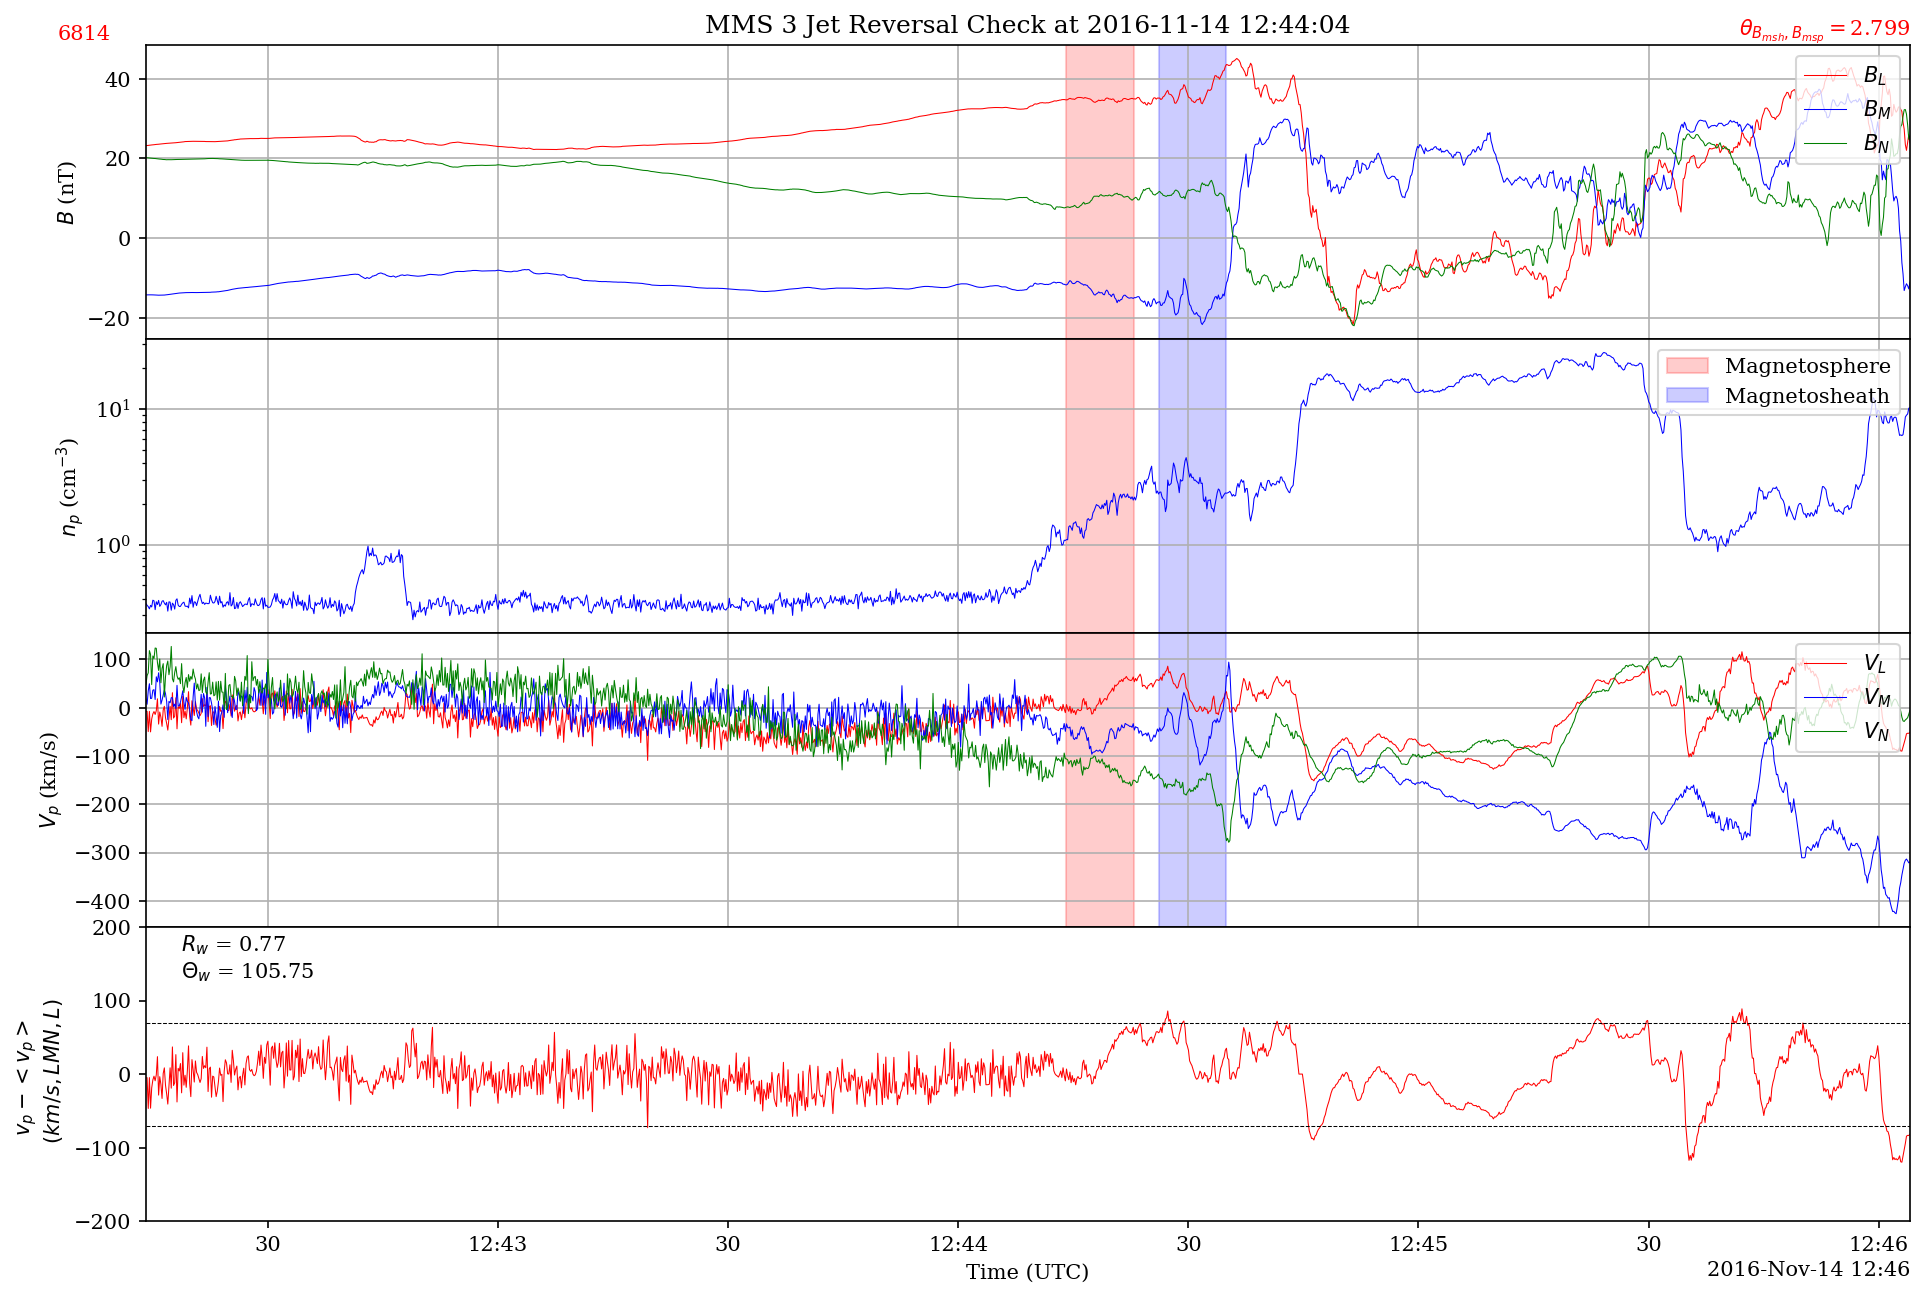 MMS 3 Jet Reversal Check at 2016-11-14 12:44:04
6814
θ_{B_{msh}, B_{msp}} = 2.799
40
20
0
−20
B (nT)
B_L
B_M
B_N
10^1
10^0
n_p (cm^{−3})
Magnetosphere
Magnetosheath
100
0
−100
−200
−300
−400
V_p (km/s)
V_L
V_M
V_N
200
100
0
−100
−200
v_p − < v_p >
(km/s, LMN, L)
R_w = 0.77
Θ_w = 105.75
30 12:43 30 12:44 30 12:45 30 12:46
Time (UTC)
2016-Nov-14 12:46